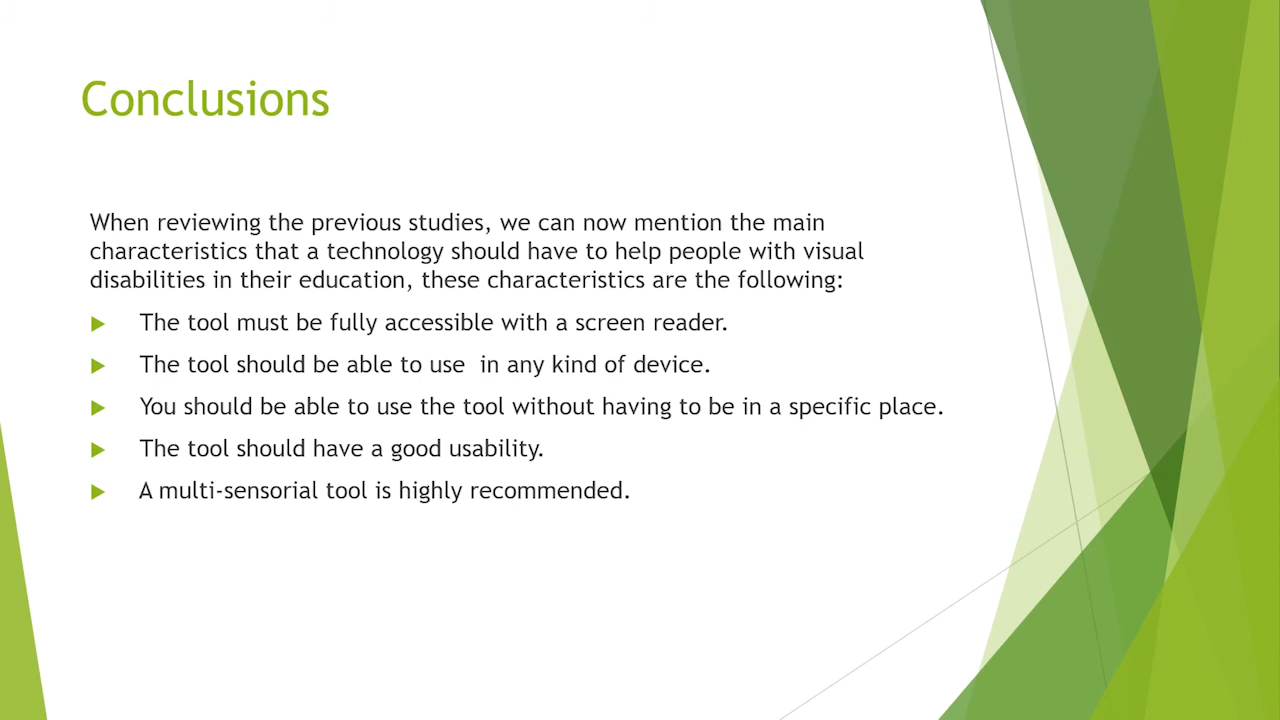 Conclusions
When reviewing the previous studies, we can now mention the main
characteristics that a technology should have to help people with visual
disabilities in their education, these characteristics are the following:
The tool must be fully accessible with a screen reader.
The tool should be able to use  in any kind of device.
You should be able to use the tool without having to be in a specific place.
The tool should have a good usability.
A multi-sensorial tool is highly recommended.